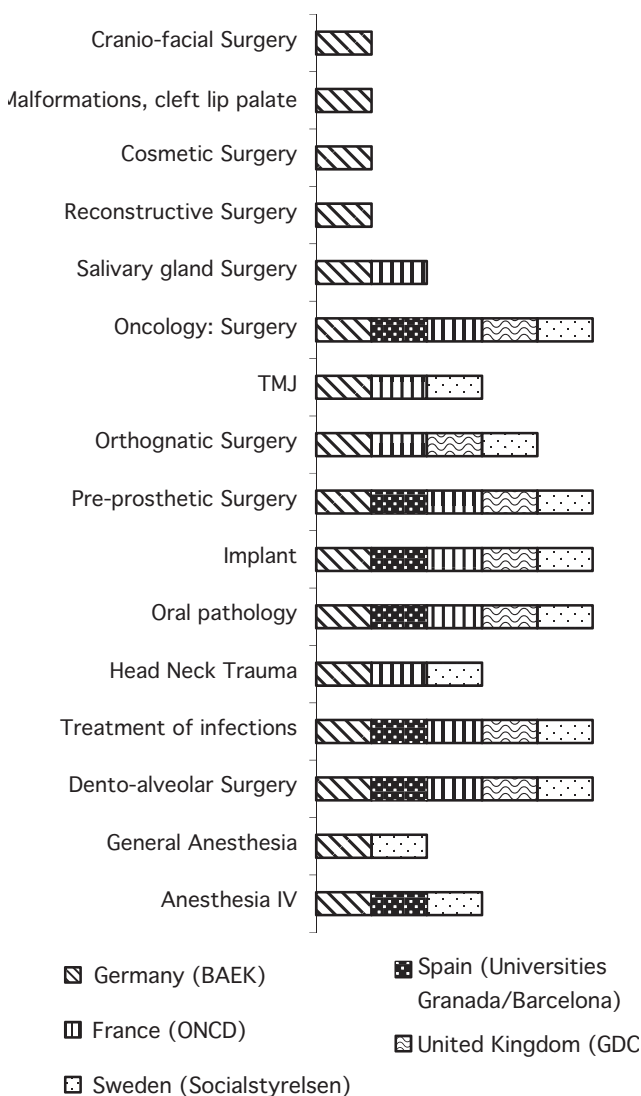 Cranio-facial Surgery
Malformations, cleft lip palate
Cosmetic Surgery
Reconstructive Surgery
Salivary gland Surgery
Oncology: Surgery
TMJ
Orthognatic Surgery
Pre-prosthetic Surgery
Implant
Oral pathology
Head Neck Trauma
Treatment of infections
Dento-alveolar Surgery
General Anesthesia
Anesthesia IV
Germany (BAEK)
Spain (Universities
Granada/Barcelona)
France (ONCD)
United Kingdom (GDC
Sweden (Socialstyrelsen)